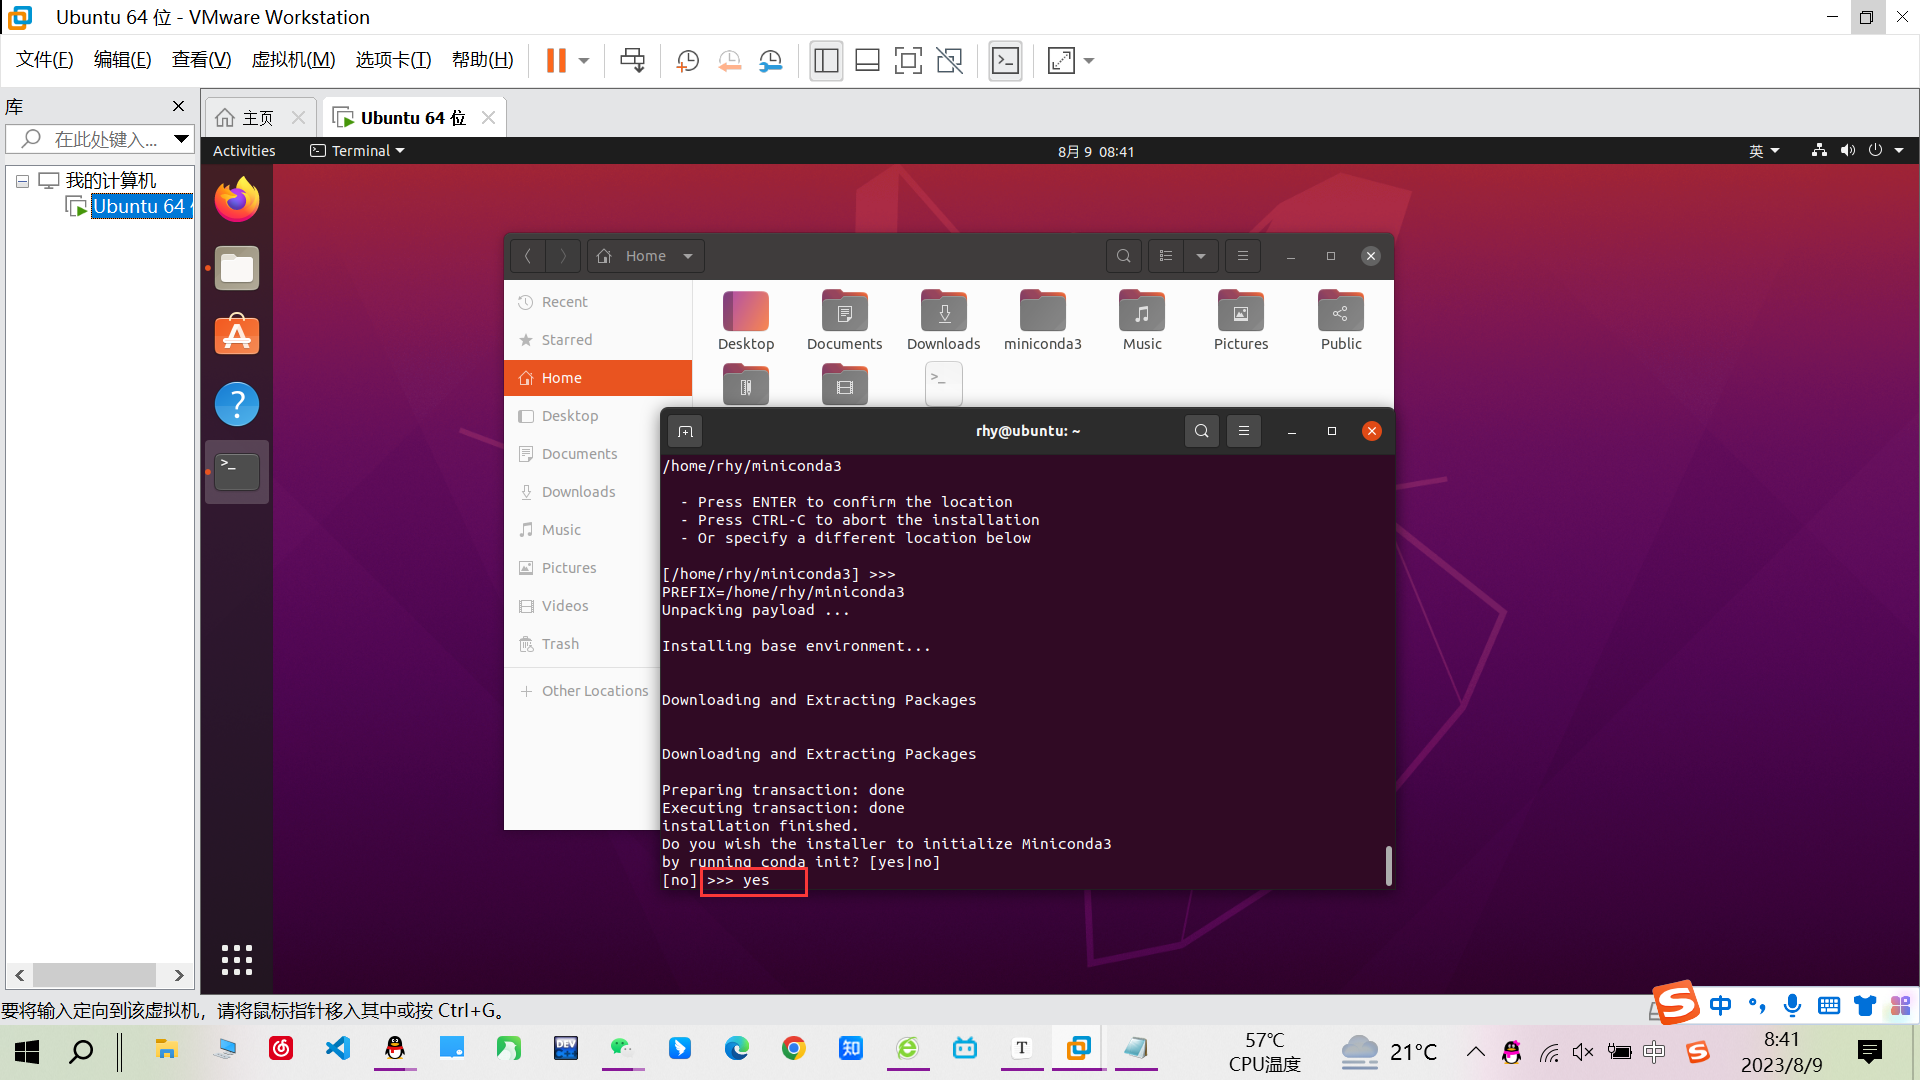 Ubuntu 64 位 - VMware Workstation
文件(F) 编辑(E) 查看(V) 虚拟机(M) 选项卡(T) 帮助(H)
库
在此处键入...
我的计算机
Ubuntu 64
主页
Ubuntu 64 位
Activities
Terminal
8月 9 08:41
英
Home
Recent
Starred
Home
Desktop
Documents
Downloads
Music
Pictures
Videos
Trash
Other Locations
Desktop
Documents
Downloads
miniconda3
Music
Pictures
Public
rhy@ubuntu: ~
/home/rhy/miniconda3
- Press ENTER to confirm the location
- Press CTRL-C to abort the installation
- Or specify a different location below
[/home/rhy/miniconda3] >>>
PREFIX=/home/rhy/miniconda3
Unpacking payload ...
Installing base environment...
Downloading and Extracting Packages
Downloading and Extracting Packages
Preparing transaction: done
Executing transaction: done
installation finished.
Do you wish the installer to initialize Miniconda3
by running conda init? [yes|no]
[no] >>> yes
要将输入定向到该虚拟机，请将鼠标指针移入其中或按 Ctrl+G。
中
DEV
知
T
57℃
CPU温度
21°C
中
8:41
2023/8/9